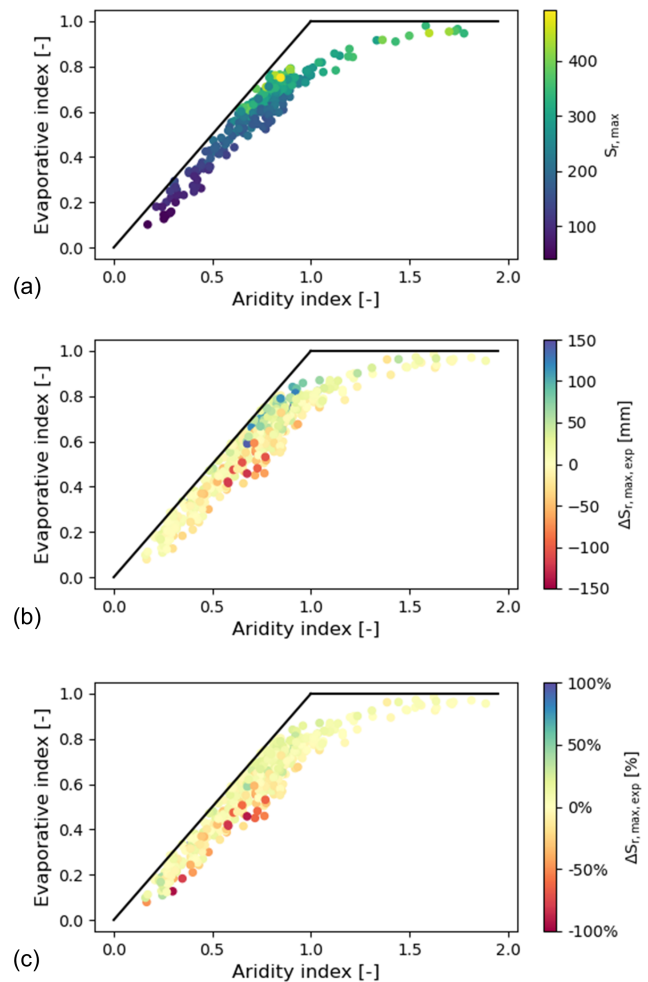 1.0
0.8
0.6
0.4
0.2
0.0
Evaporative index [-]
0.0 0.5 1.0 1.5 2.0
Aridity index [-]
400
300
200
100
Sr, max
(a)
1.0
0.8
0.6
0.4
0.2
0.0
Evaporative index [-]
0.0 0.5 1.0 1.5 2.0
Aridity index [-]
150
100
50
0
−50
−100
−150
ΔSr, max, exp [mm]
(b)
1.0
0.8
0.6
0.4
0.2
0.0
Evaporative index [-]
0.0 0.5 1.0 1.5 2.0
Aridity index [-]
100%
50%
0%
-50%
-100%
ΔSr, max, exp [%]
(c)